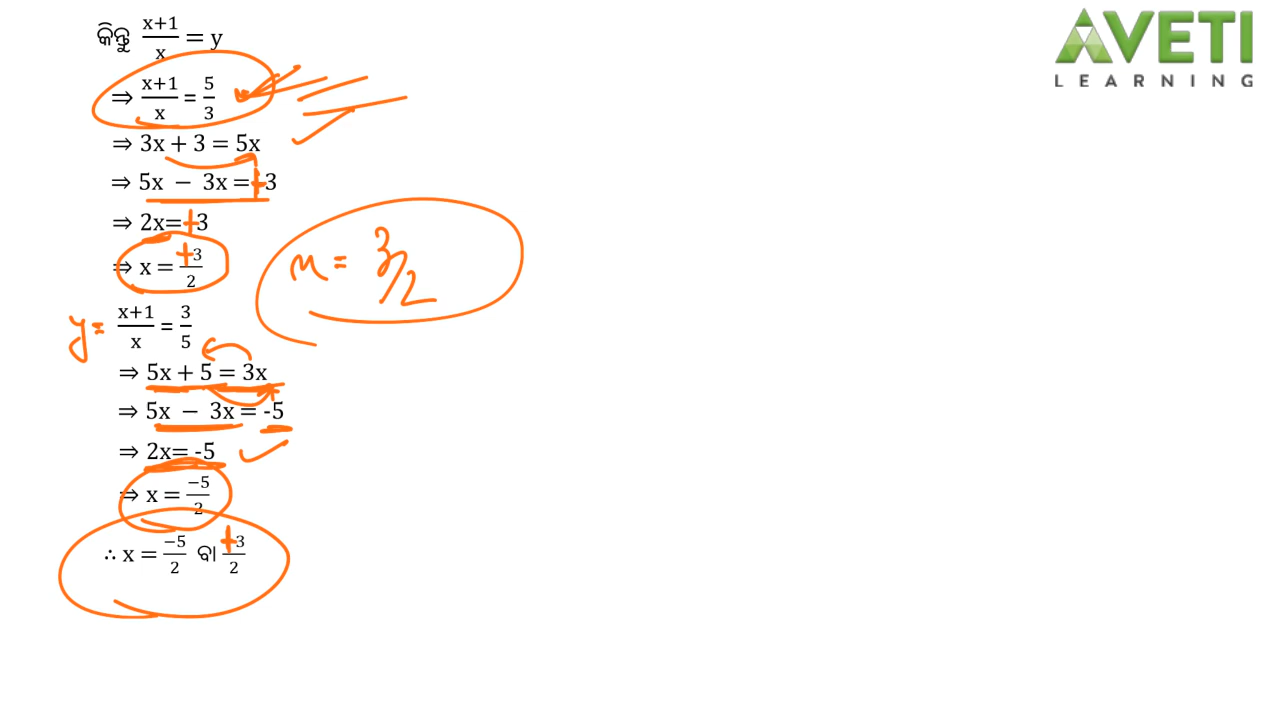 କିନ୍ତୁ (x+1)/x = y
⇒ (x+1)/x = 5/3
⇒ 3x + 3 = 5x
⇒ 5x − 3x = +3
⇒ 2x= +3
⇒ x = +3/2
x = 3/2
y = (x+1)/x = 3/5
⇒ 5x + 5 = 3x
⇒ 5x − 3x = -5
⇒ 2x= -5
⇒ x = −5/2
∴ x = −5/2 ବା +3/2
AVETI
LEARNING